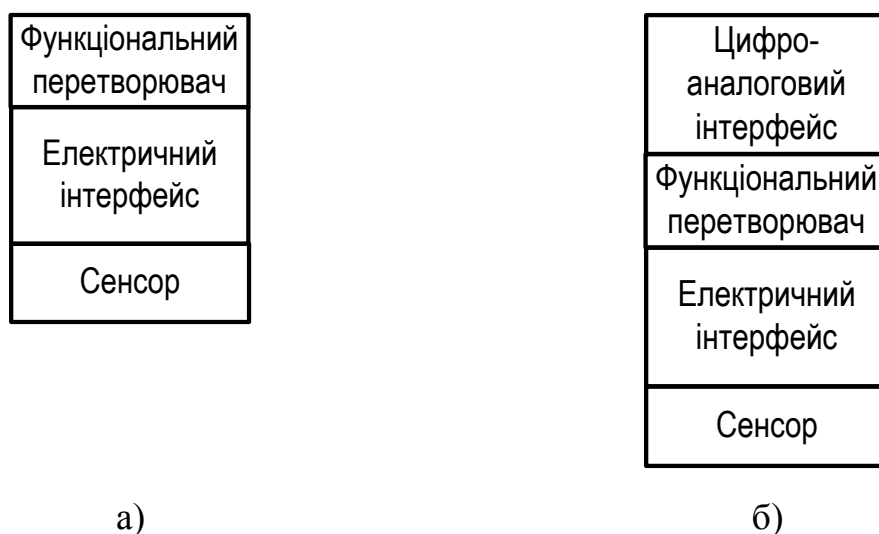 Функціональний
перетворювач
Електричний
інтерфейс
Сенсор
а)
Цифро-
аналоговий
інтерфейс
Функціональний
перетворювач
Електричний
інтерфейс
Сенсор
б)